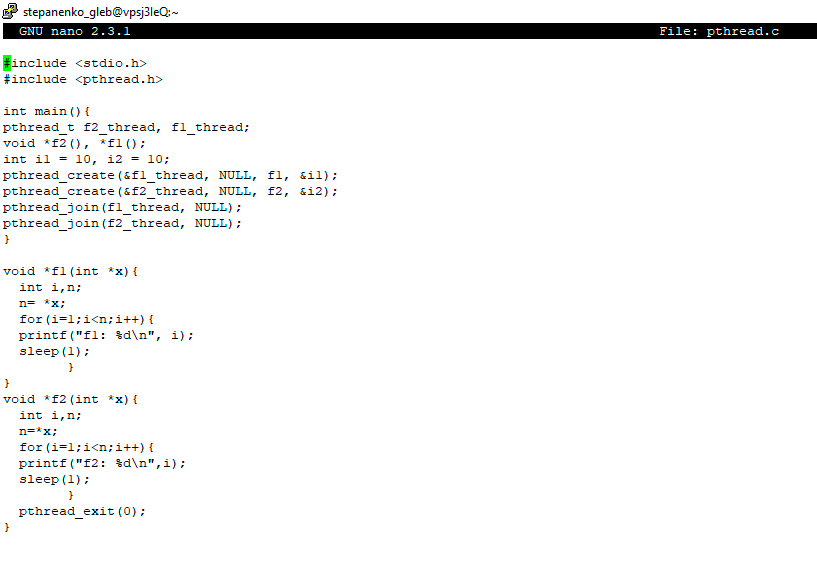 stepanenko_gleb@vpsj3leQ:~
GNU nano 2.3.1 File: pthread.c
#include <stdio.h>
#include <pthread.h>
int main(){
pthread_t f2_thread, f1_thread;
void *f2(), *f1();
int i1 = 10, i2 = 10;
pthread_create(&f1_thread, NULL, f1, &i1);
pthread_create(&f2_thread, NULL, f2, &i2);
pthread_join(f1_thread, NULL);
pthread_join(f2_thread, NULL);
}
void *f1(int *x){
int i,n;
n= *x;
for(i=1;i<n;i++){
printf("f1: %d\n", i);
sleep(1);
}
}
void *f2(int *x){
int i,n;
n=*x;
for(i=1;i<n;i++){
printf("f2: %d\n",i);
sleep(1);
}
pthread_exit(0);
}